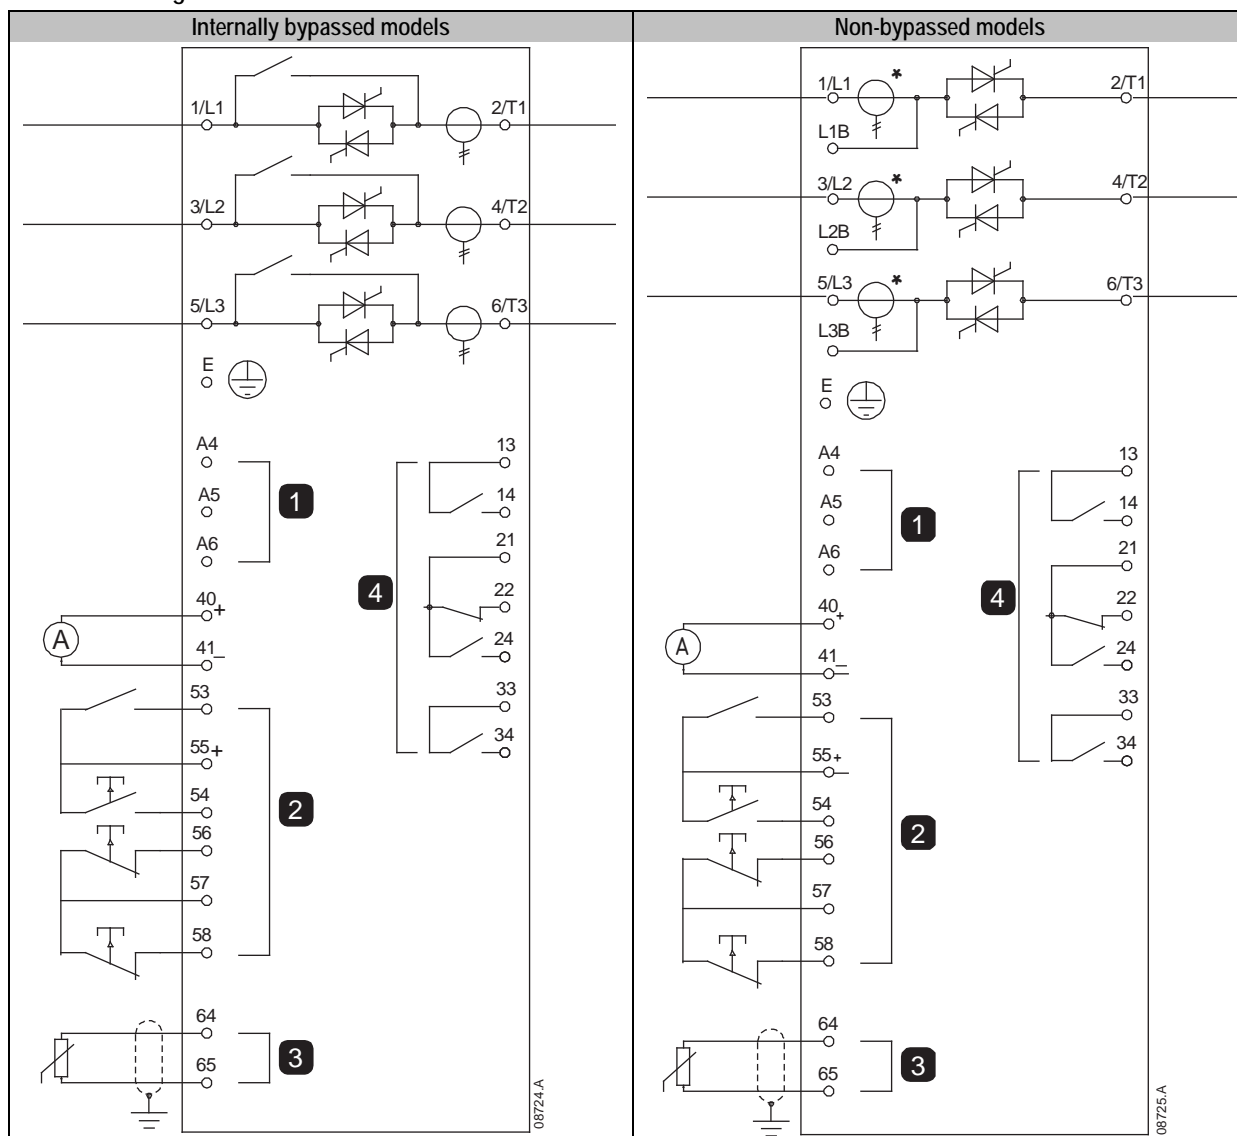 Internally bypassed models
1/L1
2/T1
3/L2
4/T2
5/L3
6/T3
E
A4
A5
A6
1
40
+
41
–
53
55+
54
56
57
58
2
64
65
3
A
4
13
14
21
22
24
33
34
08724.A
Non-bypassed models
1/L1
*
2/T1
L1B
3/L2
*
4/T2
L2B
5/L3
*
6/T3
L3B
E
A4
A5
A6
1
40+
41
–
53
55+
54
56
57
58
2
64
65
3
A
4
13
14
21
22
24
33
34
08725.A